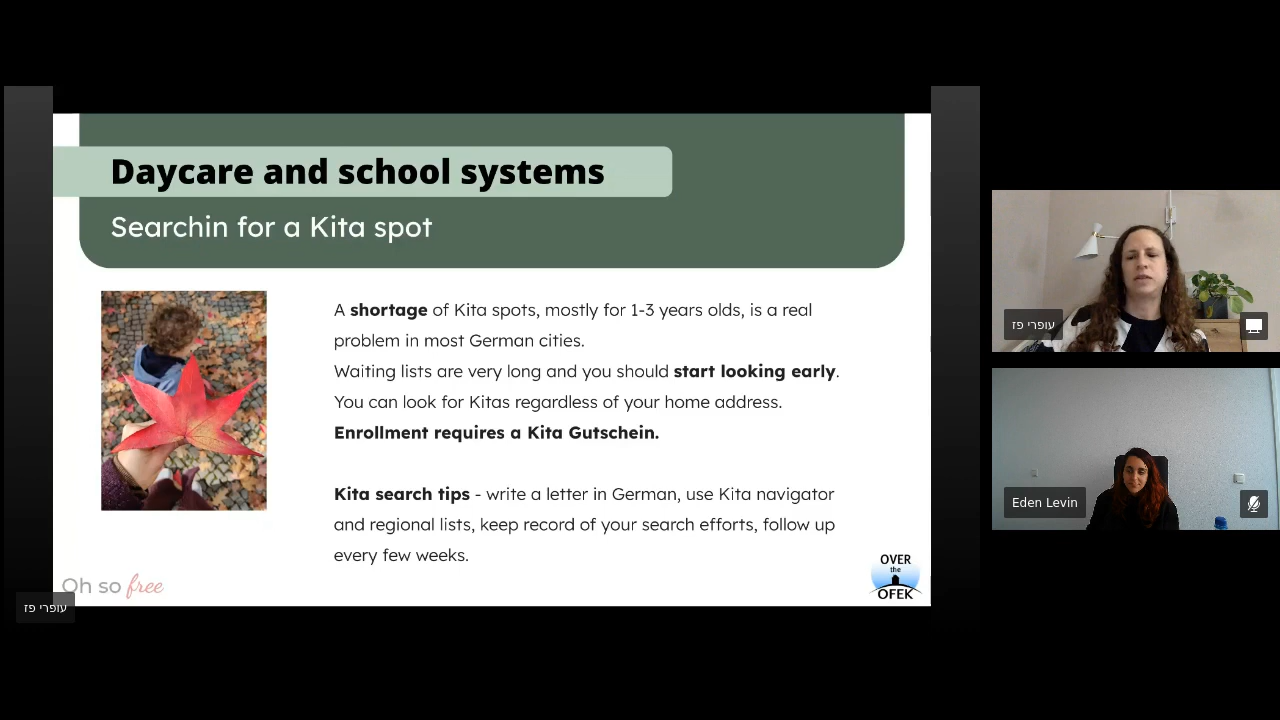 Daycare and school systems
Searchin for a Kita spot
A shortage of Kita spots, mostly for 1-3 years olds, is a real
problem in most German cities.
Waiting lists are very long and you should start looking early.
You can look for Kitas regardless of your home address.
Enrollment requires a Kita Gutschein.
Kita search tips - write a letter in German, use Kita navigator
and regional lists, keep record of your search efforts, follow up
every few weeks.
Oh so free
OVER
the
OFEK
עופרי פז
עופרי פז
Eden Levin